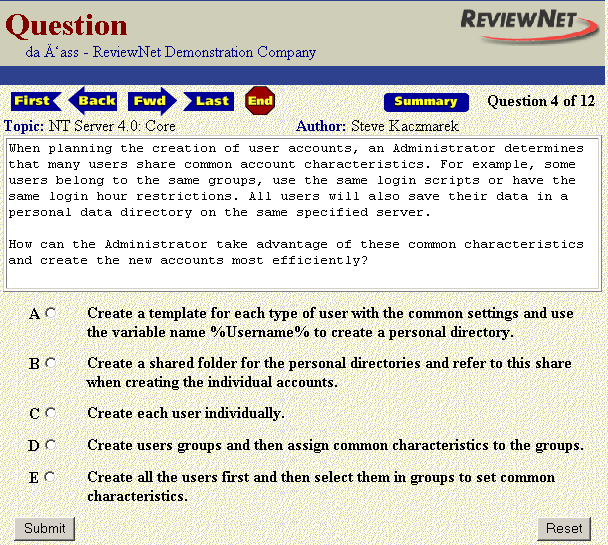 Question
REVIEWNET
da Ä‘ass - ReviewNet Demonstration Company
First Back Fwd Last End Summary Question 4 of 12
Topic: NT Server 4.0: Core Author: Steve Kaczmarek
When planning the creation of user accounts, an Administrator determines
that many users share common account characteristics. For example, some
users belong to the same groups, use the same login scripts or have the
same login hour restrictions. All users will also save their data in a
personal data directory on the same specified server.
How can the Administrator take advantage of these common characteristics
and create the new accounts most efficiently?
A Create a template for each type of user with the common settings and use
the variable name %Username% to create a personal directory.
B Create a shared folder for the personal directories and refer to this share
when creating the individual accounts.
C Create each user individually.
D Create users groups and then assign common characteristics to the groups.
E Create all the users first and then select them in groups to set common
characteristics.
Submit Reset